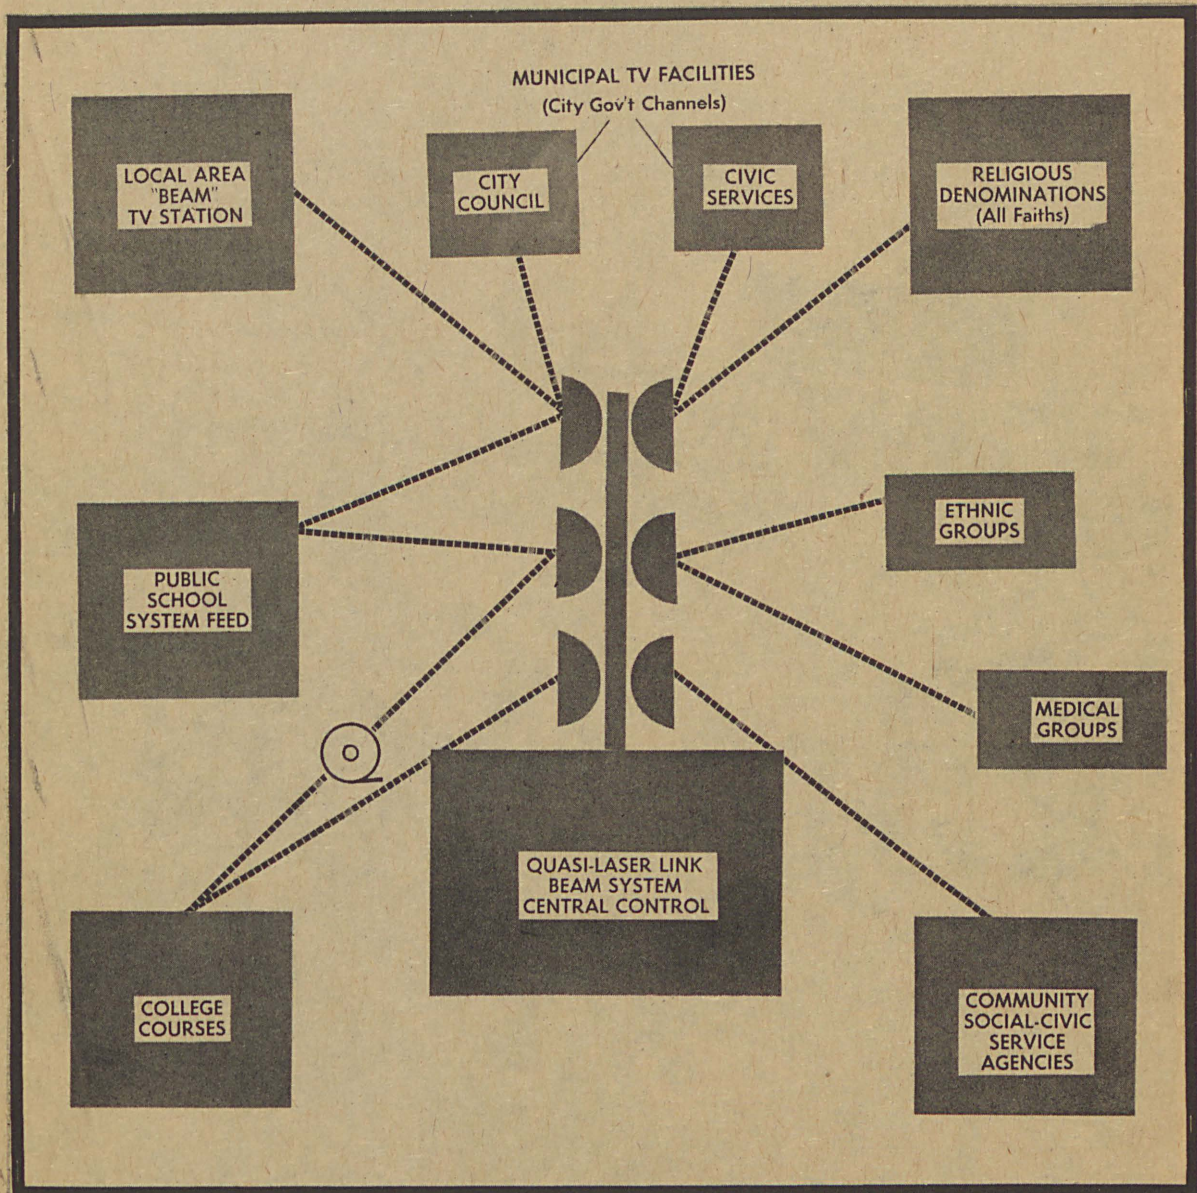 MUNICIPAL TV FACILITIES
(City Gov't Channels)
LOCAL AREA
"BEAM"
TV STATION
CITY
COUNCIL
CIVIC
SERVICES
RELIGIOUS
DENOMINATIONS
(All Faiths)
PUBLIC
SCHOOL
SYSTEM FEED
ETHNIC
GROUPS
MEDICAL
GROUPS
QUASI-LASER LINK
BEAM SYSTEM
CENTRAL CONTROL
COLLEGE
COURSES
COMMUNITY
SOCIAL-CIVIC
SERVICE
AGENCIES